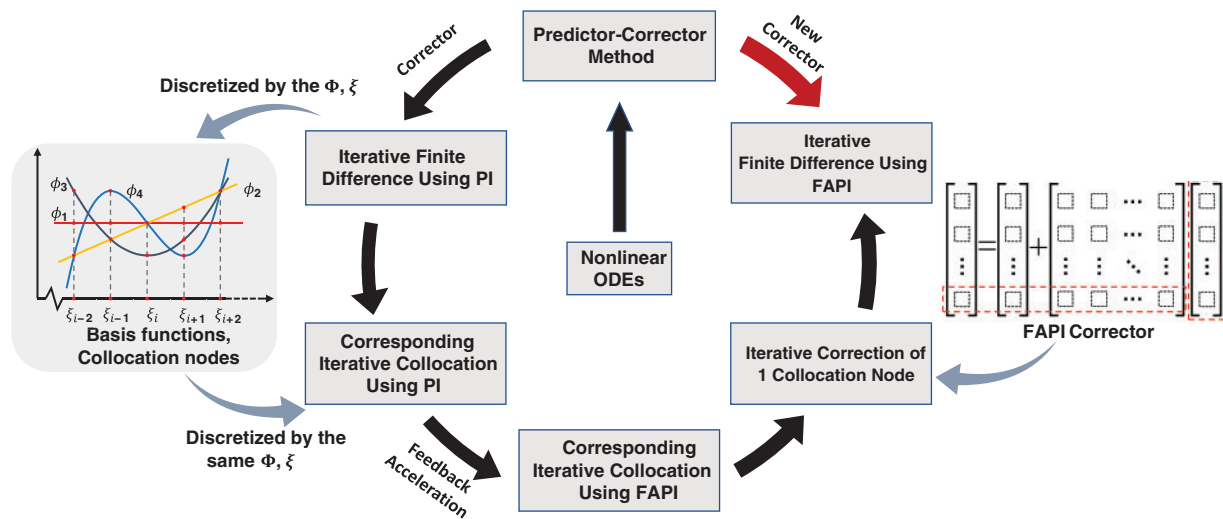 Predictor-Corrector
Method
Corrector
New
Corrector
Discretized by the Φ, ξ
Iterative Finite
Difference Using PI
Iterative
Finite Difference Using
FAPI
ϕ3
ϕ4
ϕ2
ϕ1
ξi−2 ξi−1 ξi ξi+1 ξi+2
Basis functions,
Collocation nodes
Nonlinear
ODEs
=
+
FAPI Corrector
Corresponding
Iterative Collocation
Using PI
Iterative Correction of
1 Collocation Node
Discretized by the
same Φ, ξ
Feedback
Acceleration
Corresponding
Iterative Collocation
Using FAPI